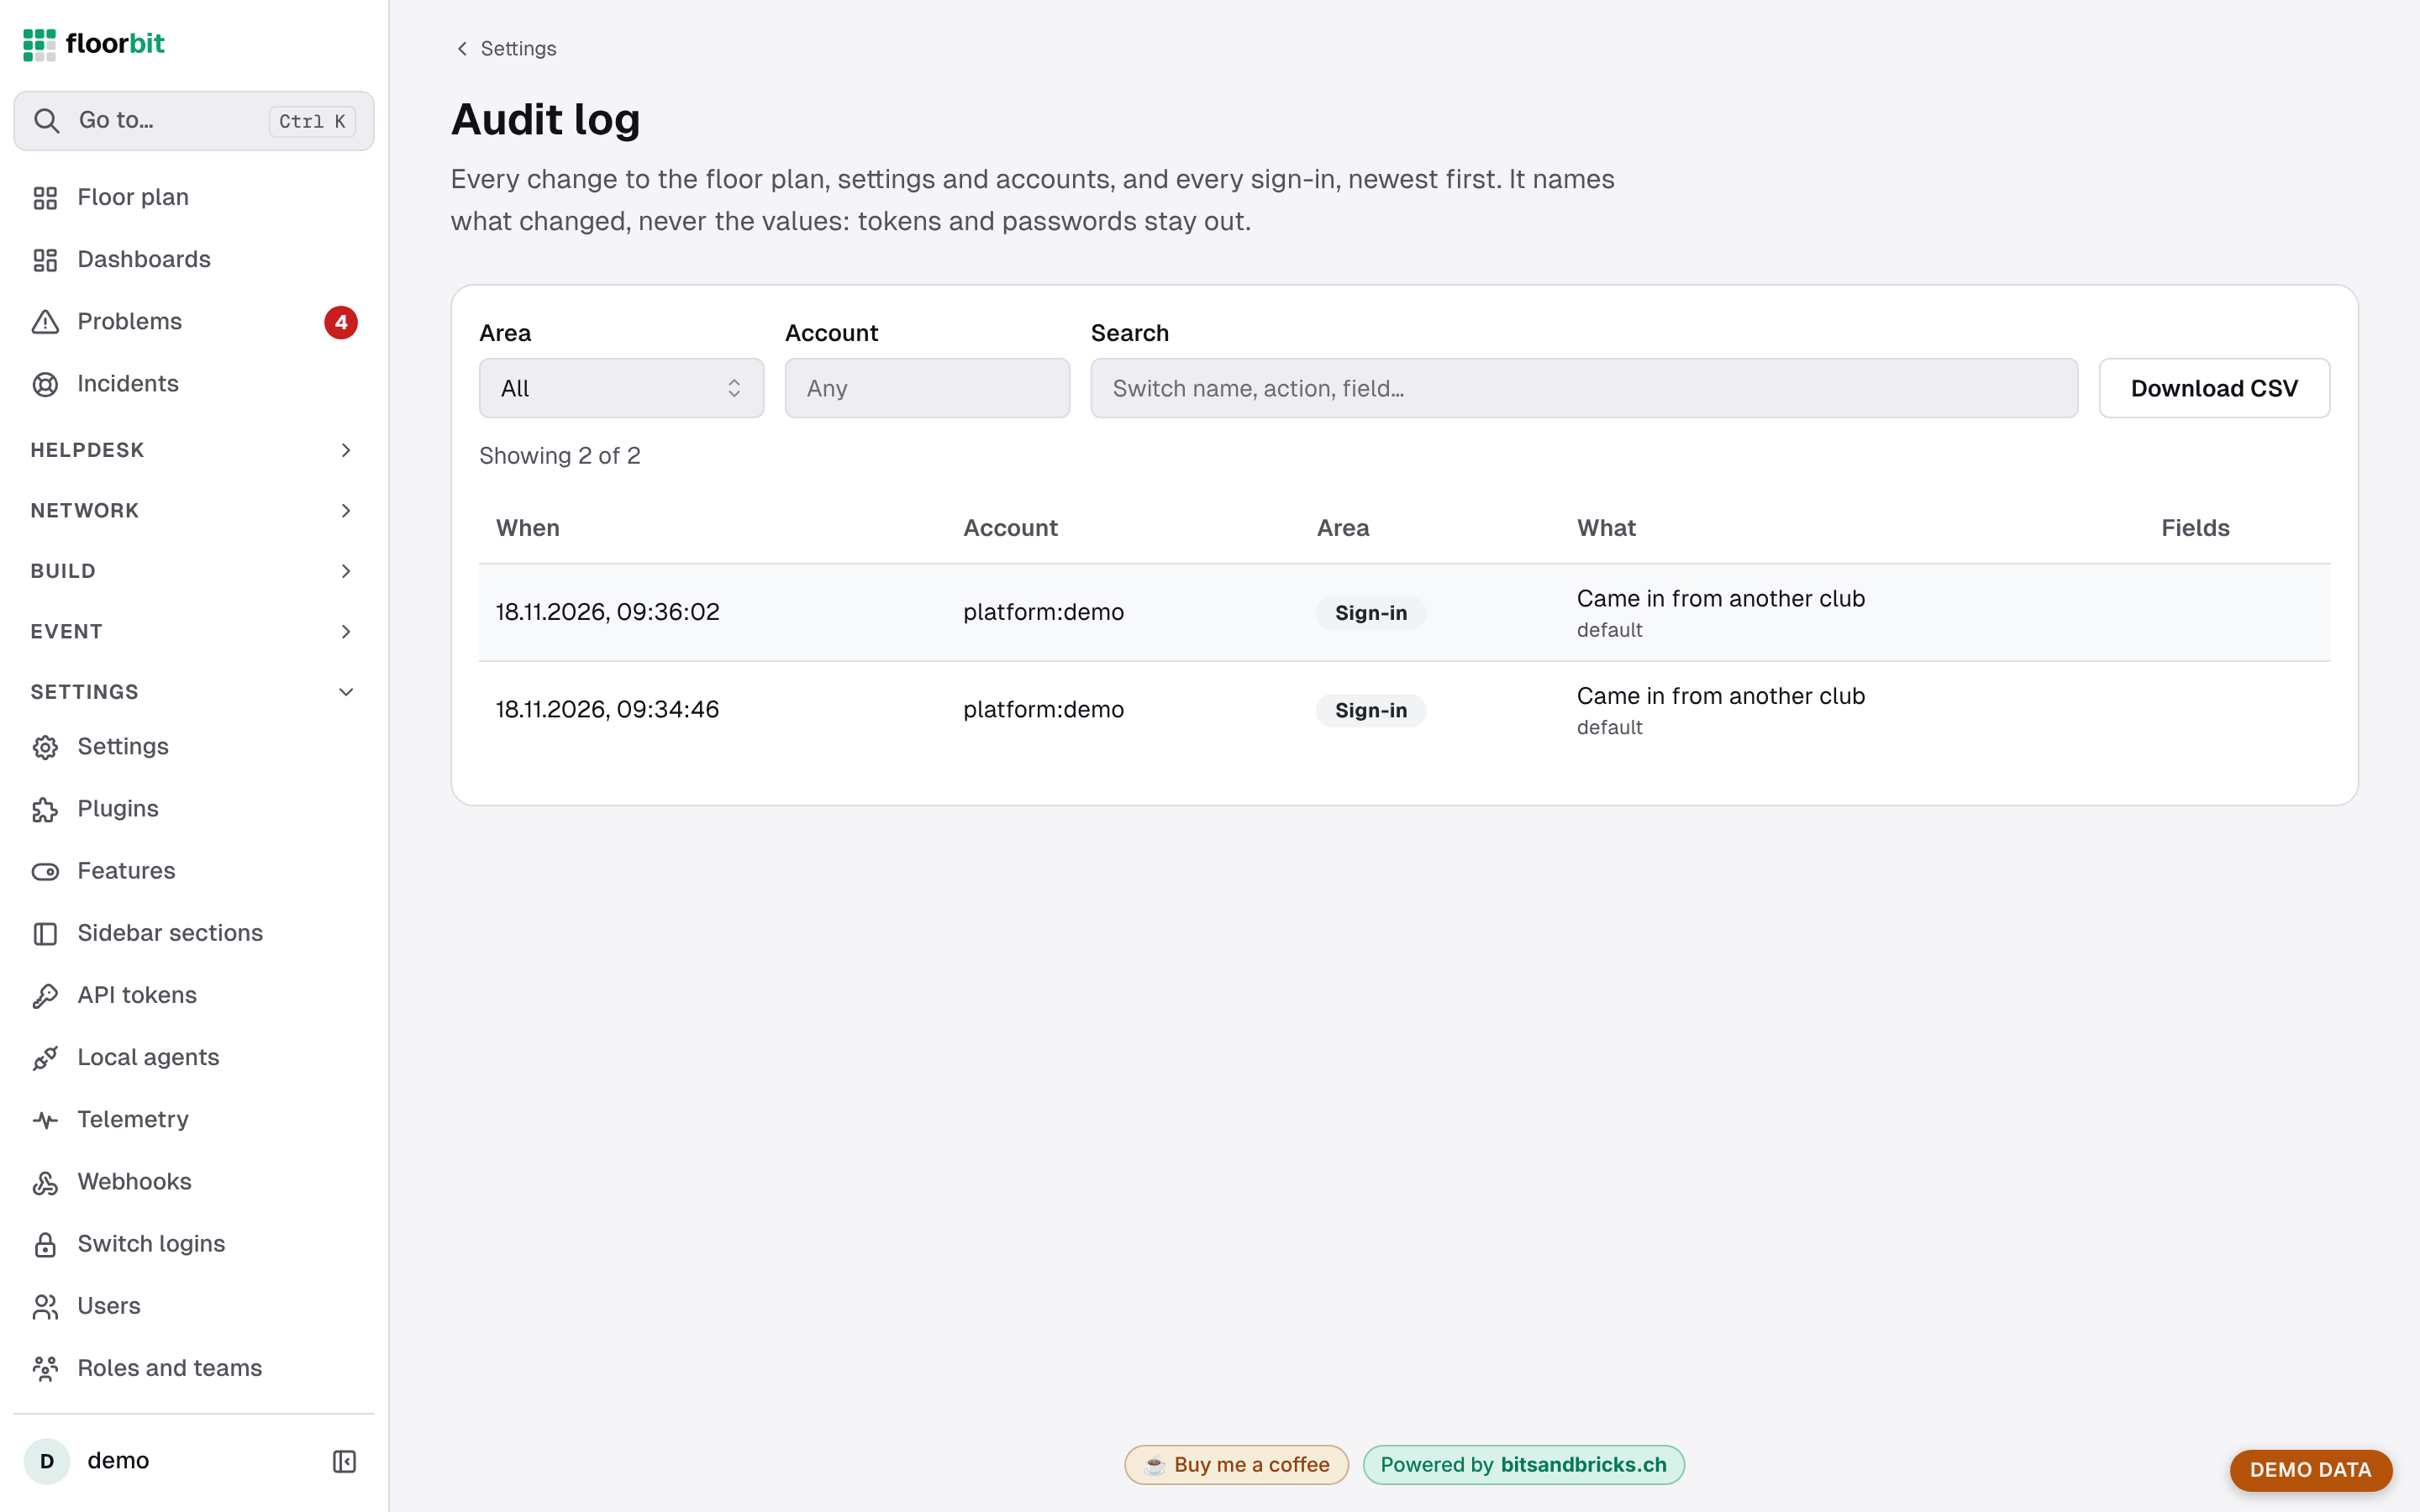 floorbit
Go to...
Ctrl K
Floor plan
Dashboards
Problems
4
Incidents
HELPDESK
NETWORK
BUILD
EVENT
SETTINGS
Settings
Plugins
Features
Sidebar sections
API tokens
Local agents
Telemetry
Webhooks
Switch logins
Users
Roles and teams
D
demo
Settings
Audit log
Every change to the floor plan, settings and accounts, and every sign-in, newest first. It names
what changed, never the values: tokens and passwords stay out.
Area
Account
Search
All
Any
Switch name, action, field...
Download CSV
Showing 2 of 2
When
Account
Area
What
Fields
18.11.2026, 09:36:02
platform:demo
Sign-in
Came in from another club
default
18.11.2026, 09:34:46
platform:demo
Sign-in
Came in from another club
default
Buy me a coffee
Powered by bitsandbricks.ch
DEMO DATA